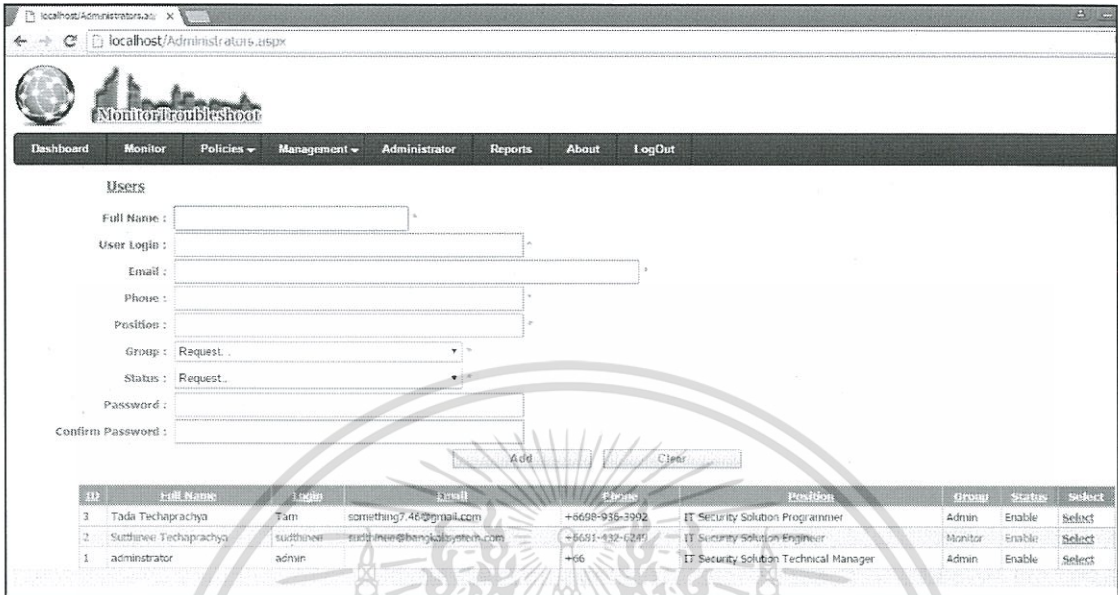 localhost/Administrators.as
localhost/Administrators.aspx
MonitorTroubleshoot
Dashboard Monitor Policies Management Administrator Reports About LogOut
Users
Full Name : *
User Login : *
Email : *
Phone : *
Position : *
Group : Request... *
Status : Request... *
Password :
Confirm Password :
Add Clear
ID Full Name Login Email Phone Position Group Status Select
3 Tada Techaprachya Tam something7.46@gmail.com +6698-936-3992 IT Security Solution Programmer Admin Enable Select
2 Sutthinee Techaprachya sudthinee +6681-432-6249 IT Security Solution Engineer Monitor Enable Select
1 adminstrator admin +66 IT Security Solution Technical Manager Admin Enable Select